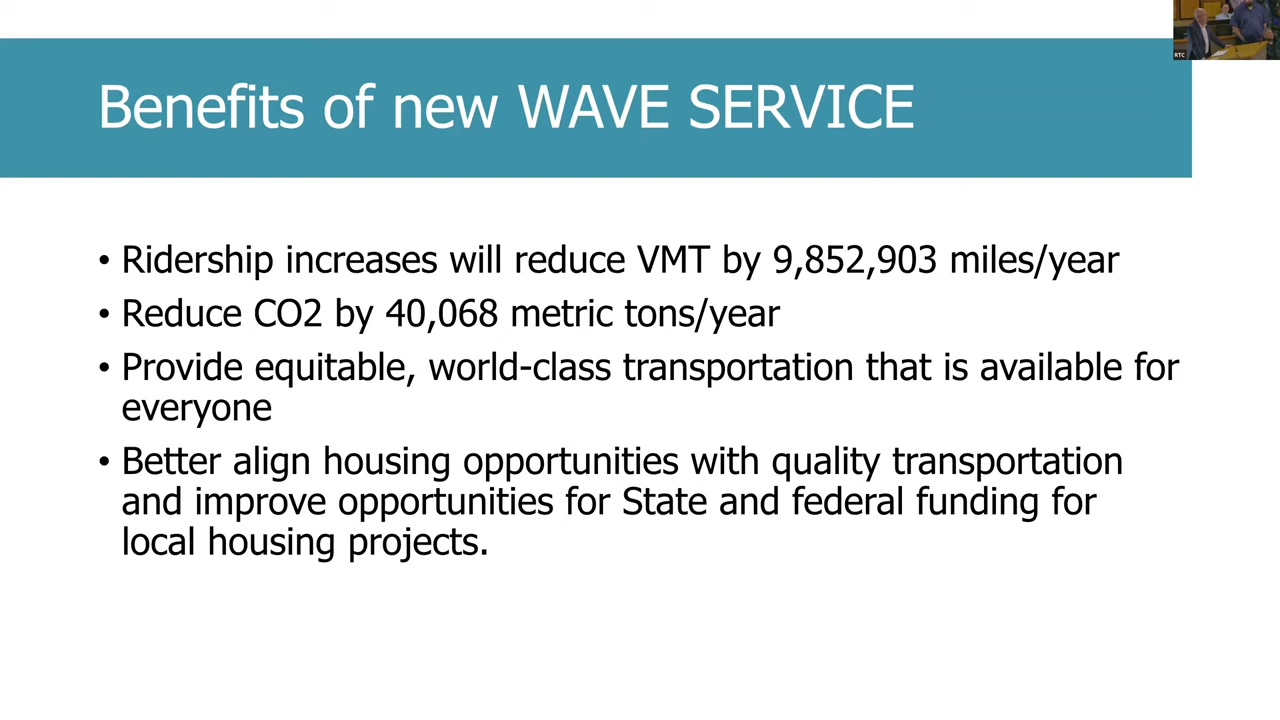 RTC
Benefits of new WAVE SERVICE
• Ridership increases will reduce VMT by 9,852,903 miles/year
• Reduce CO2 by 40,068 metric tons/year
• Provide equitable, world-class transportation that is available for
everyone
• Better align housing opportunities with quality transportation
and improve opportunities for State and federal funding for
local housing projects.